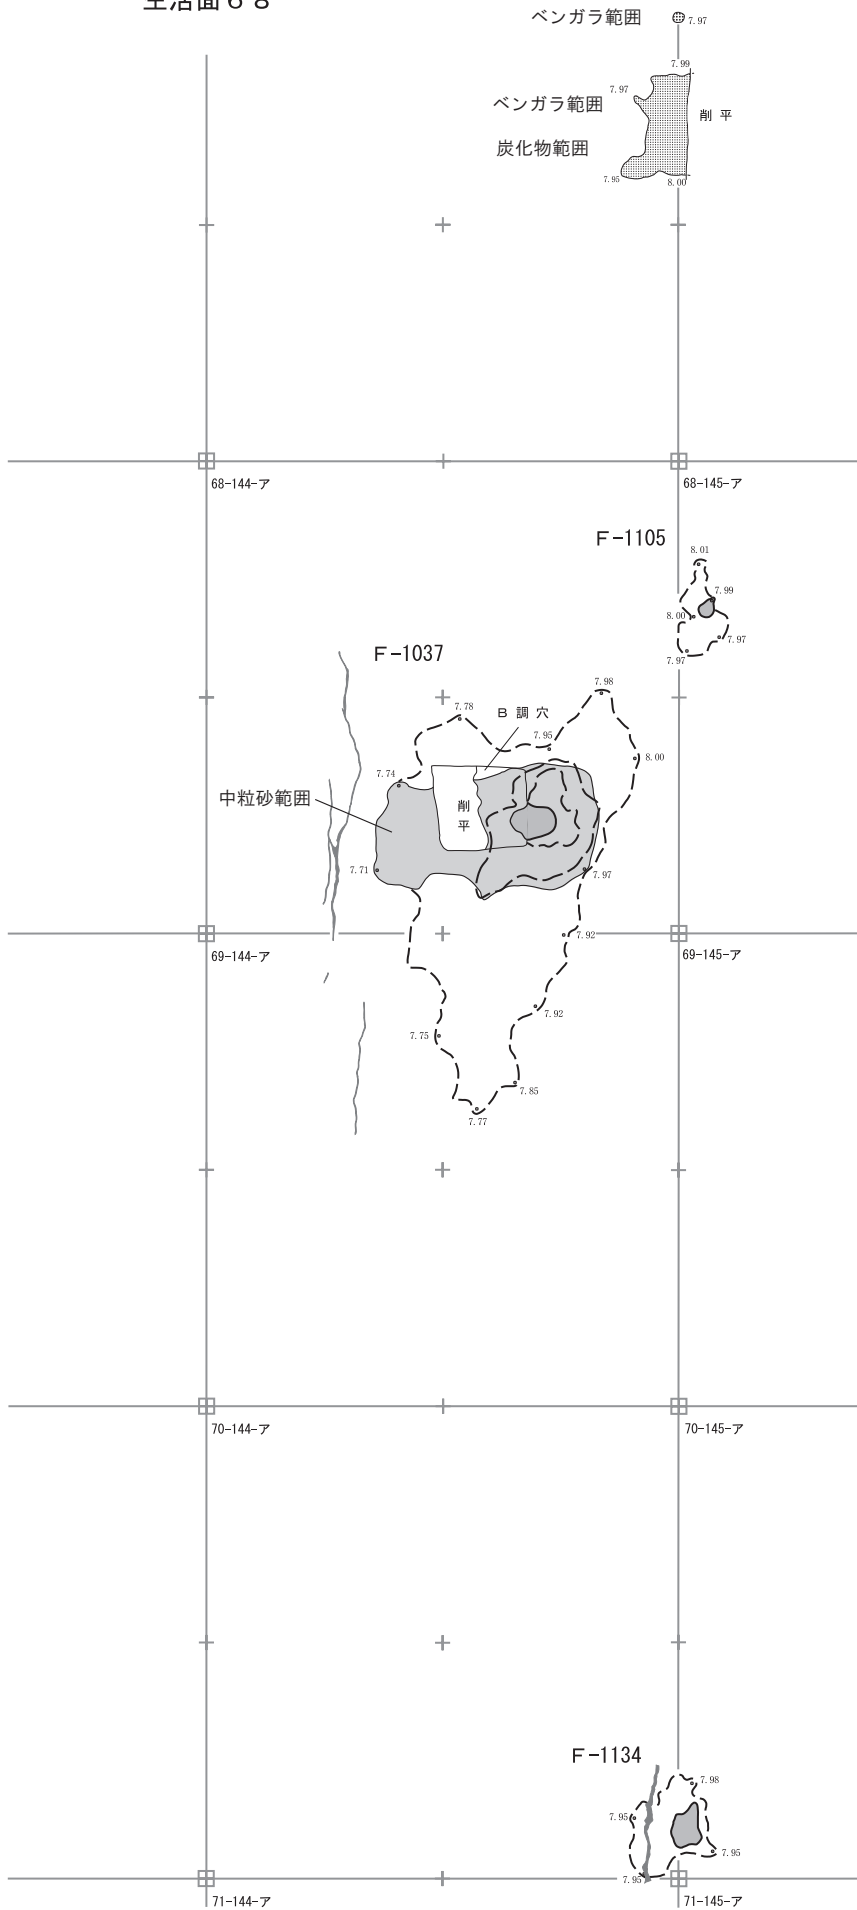 生活面６８
ベンガラ範囲
7.97
7.99
7.97
ベンガラ範囲
削 平
炭化物範囲
7.95
8.00
68-144-ア
68-145-ア
F-1105
8.01
7.99
8.00
7.97
7.97
F-1037
7.98
7.78
B 調 穴
7.95
8.00
7.74
中粒砂範囲
削
平
7.71
7.97
7.92
69-144-ア
69-145-ア
7.92
7.75
7.85
7.77
70-144-ア
70-145-ア
F-1134
7.98
7.95
7.95
7.95
71-144-ア
71-145-ア